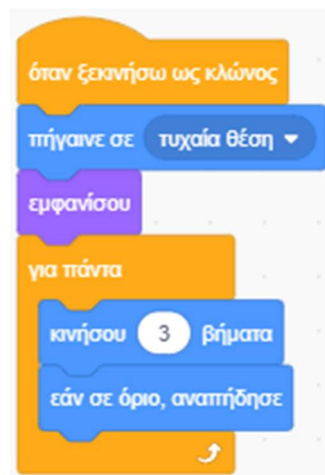 όταν ξεκινήσω ως κλώνος
πήγαινε σε τυχαία θέση
εμφανίσου
για πάντα
κινήσου 3 βήματα
εάν σε όριο, αναπήδησε